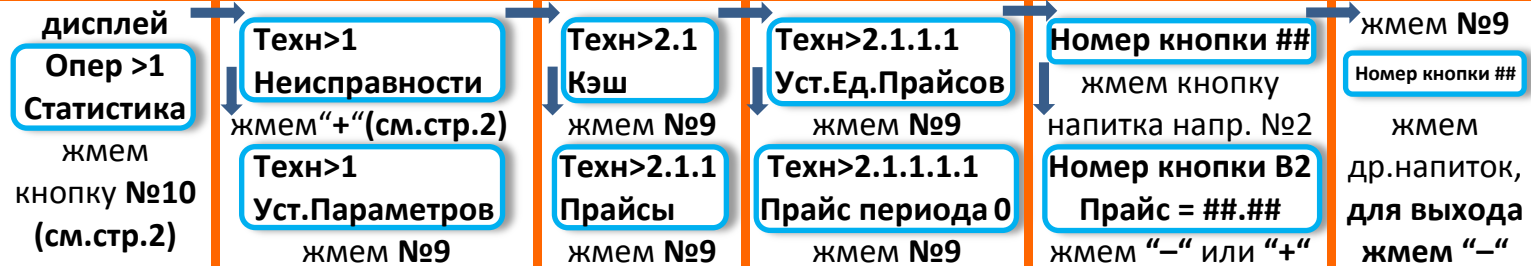 дисплей
Опер >1
Статистика
жмем
кнопку №10
(см.стр.2)
Техн>1
Неисправности
жмем“+“(см.стр.2)
Техн>1
Уст.Параметров
жмем №9
Техн>2.1
Кэш
жмем №9
Техн>2.1.1
Прайсы
жмем №9
Техн>2.1.1.1
Уст.Ед.Прайсов
жмем №9
Техн>2.1.1.1.1
Прайс периода 0
жмем №9
Номер кнопки ##
жмем кнопку
напитка напр. №2
Номер кнопки В2
Прайс = ##.##
жмем “–“ или “+“
жмем №9
Номер кнопки ##
жмем
др.напиток,
для выхода
жмем “–“